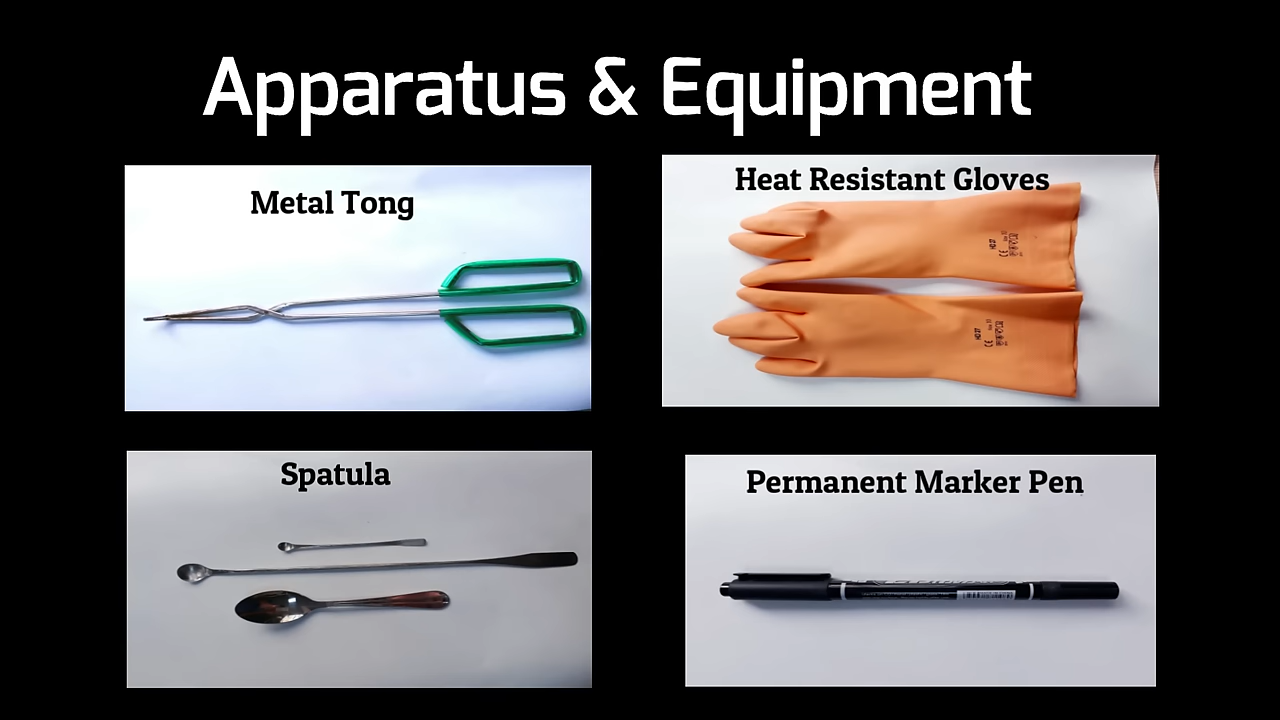 Apparatus & Equipment
Metal Tong
Heat Resistant Gloves
Spatula
Permanent Marker Pen